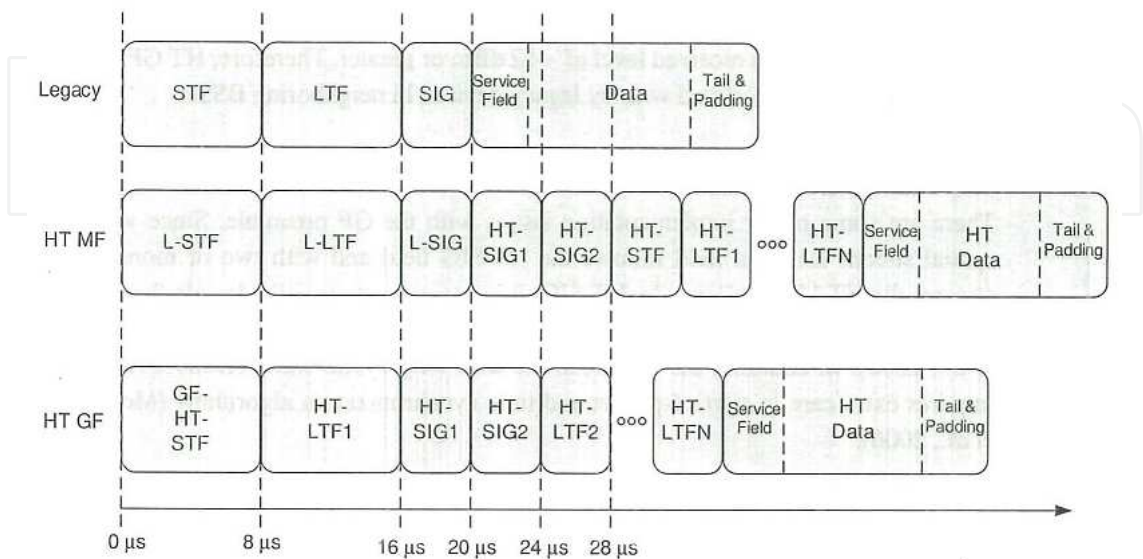 Legacy
STF
LTF
SIG
Service
Field
Data
Tail &
Padding
HT MF
L-STF
L-LTF
L-SIG
HT-
SIG1
HT-
SIG2
HT-
STF
HT-
LTF1
ooo
HT-
LTFN
Service
Field
HT
Data
Tail &
Padding
HT GF
GF-
HT-
STF
HT-
LTF1
HT-
SIG1
HT-
SIG2
HT-
LTF2
ooo
HT-
LTFN
Service
Field
HT
Data
Tail &
Padding
0 µs
8 µs
16 µs
20 µs
24 µs
28 µs